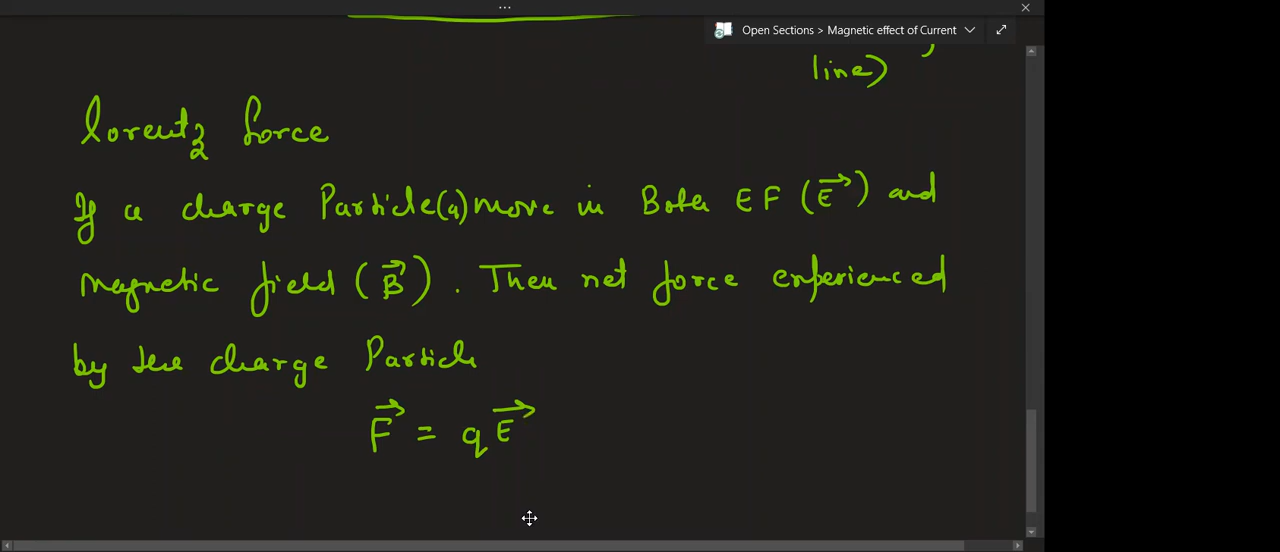 Open Sections > Magnetic effect of Current
line)
lorentz force
If a charge Particle(q) move in Both EF (E⃗) and
magnetic field (B⃗). Then net force experienced
by the charge Particle
F⃗ = qE⃗